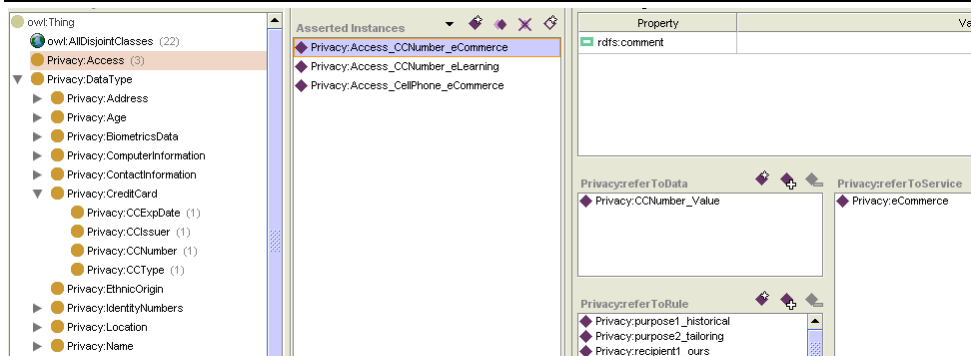 owl:Thing
owl:AllDisjointClasses (22)
Privacy:Access (3)
Privacy:DataType
Privacy:Address
Privacy:Age
Privacy:BiometricsData
Privacy:ComputerInformation
Privacy:ContactInformation
Privacy:CreditCard
Privacy:CCExpDate (1)
Privacy:CCIssuer (1)
Privacy:CCNumber (1)
Privacy:CCType (1)
Privacy:EthnicOrigin
Privacy:IdentityNumbers
Privacy:Location
Privacy:Name
Asserted Instances
Privacy:Access_CCNumber_eCommerce
Privacy:Access_CCNumber_eLearning
Privacy:Access_CellPhone_eCommerce
Property
Va
rdfs:comment
Privacy:referToData
Privacy:CCNumber_Value
Privacy:referToService
Privacy:eCommerce
Privacy:referToRule
Privacy:purpose1_historical
Privacy:purpose2_tailoring
Privacy:recipient1_ours